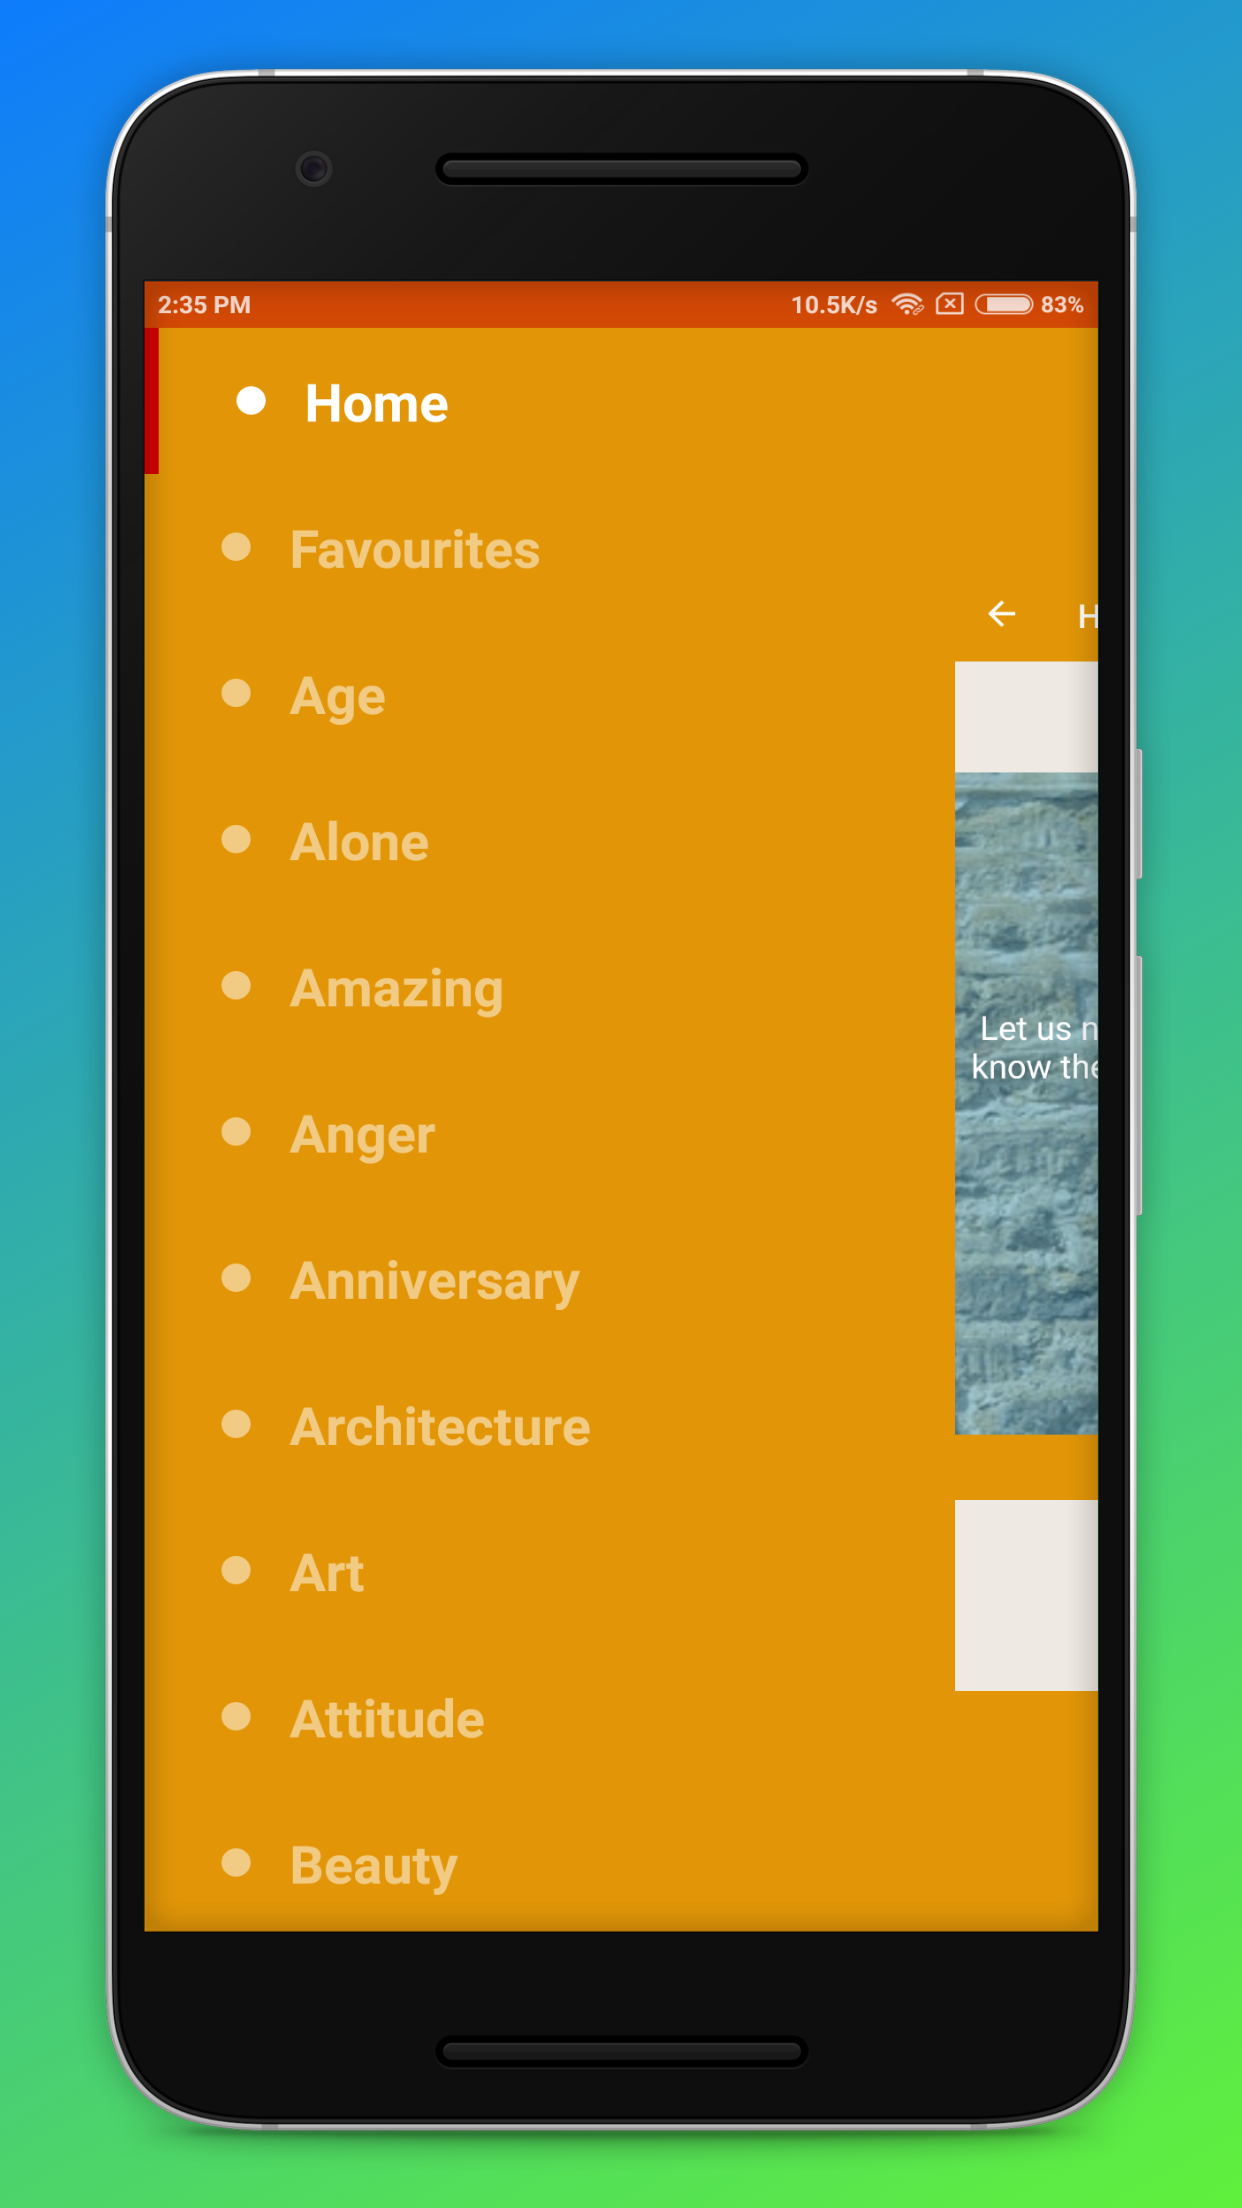 2:35 PM 10.5K/s 83%
Home
Favourites
H
Age
Alone
Amazing
Let us n
know the
Anger
Anniversary
Architecture
Art
Attitude
Beauty